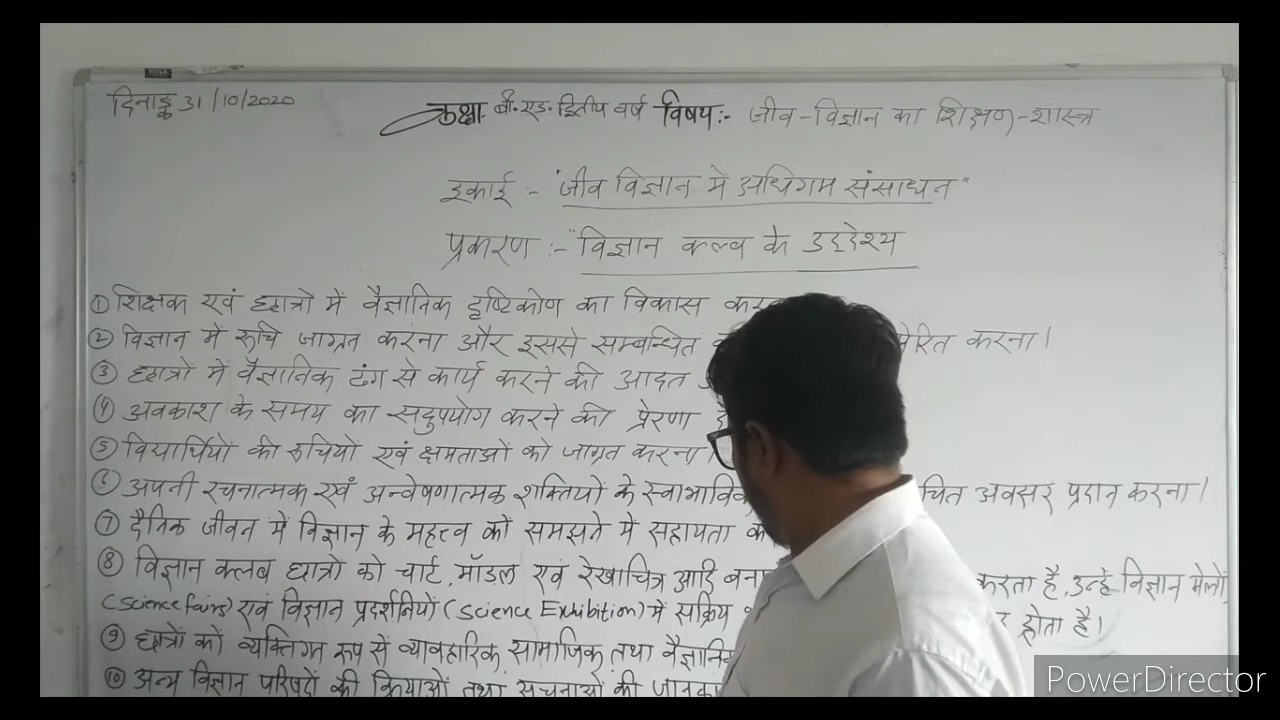 दिनाङ्क 31/10/2020
कक्षा:- बी.एड. द्वितीय वर्ष विषय:- जीव-विज्ञान का शिक्षण-शास्त्र
इकाई :- "जीव विज्ञान में अधिगम संसाधन"
प्रकरण :- "विज्ञान कल्व के उद्देश्य
① शिक्षक एवं छात्रों में वैज्ञानिक दृष्टिकोण का विकास
② विज्ञान में रूचि जाग्रत करना और इससे सम्बन्धित प्रेरित करना।
③ छात्रों में वैज्ञानिक ढंग से कार्य करने की आदत
④ अवकाश के समय का सदुपयोग करने की प्रेरणा
⑤ विद्यार्थियों की रूचियों एवं क्षमताओं को जाग्रत करना।
⑥ अपनी रचनात्मक एवं अन्वेषणात्मक शक्तियों के अवसर प्रदान करना।
⑦ दैनिक जीवन में विज्ञान के महत्त्व को समझने में सहायता
⑧ विज्ञान क्लब छात्रों को चार्ट, मॉडल एवं रेखाचित्र आदि करता है, उन्हें विज्ञान मेलों,
(Science fairs) एवं विज्ञान प्रदर्शनियों (Science Exhibition) में सक्रिय होता है।
⑨ छात्रों को व्यक्तिगत रूप से व्यावहारिक, सामाजिक तथा
⑩ अन्य विज्ञान परिषदों की क्रियाओं तथा सूचनाओं की
PowerDirector